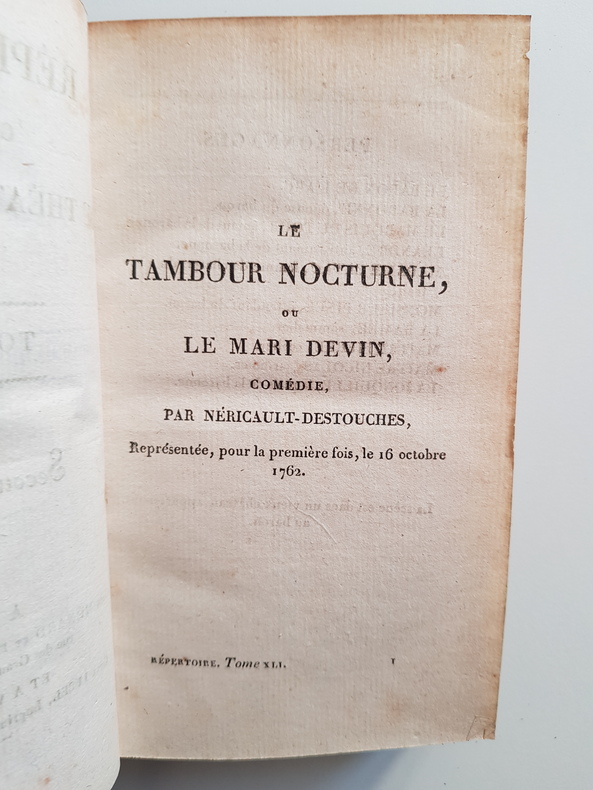 LE
TAMBOUR NOCTURNE,
OU
LE MARI DEVIN,
COMÉDIE,
PAR NÉRICAULT-DESTOUCHES,
Représentée, pour la première fois, le 16 octobre
1762.
RÉPERTOIRE. Tome XLI. 1